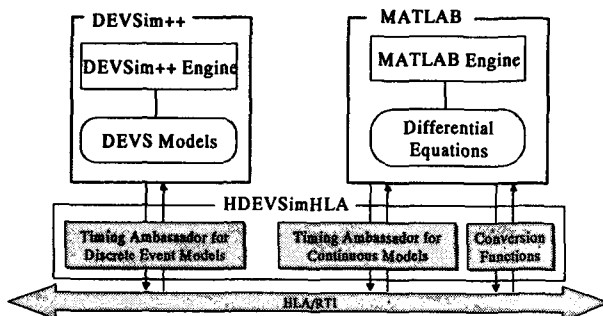 DEVSim++
MATLAB
DEVSim++ Engine
MATLAB Engine
DEVS Models
Differential
Equations
HDEVSimHLA
Timing Ambassador for
Discrete Event Models
Timing Ambassador for
Continuous Models
Conversion
Functions
HLA/RTI